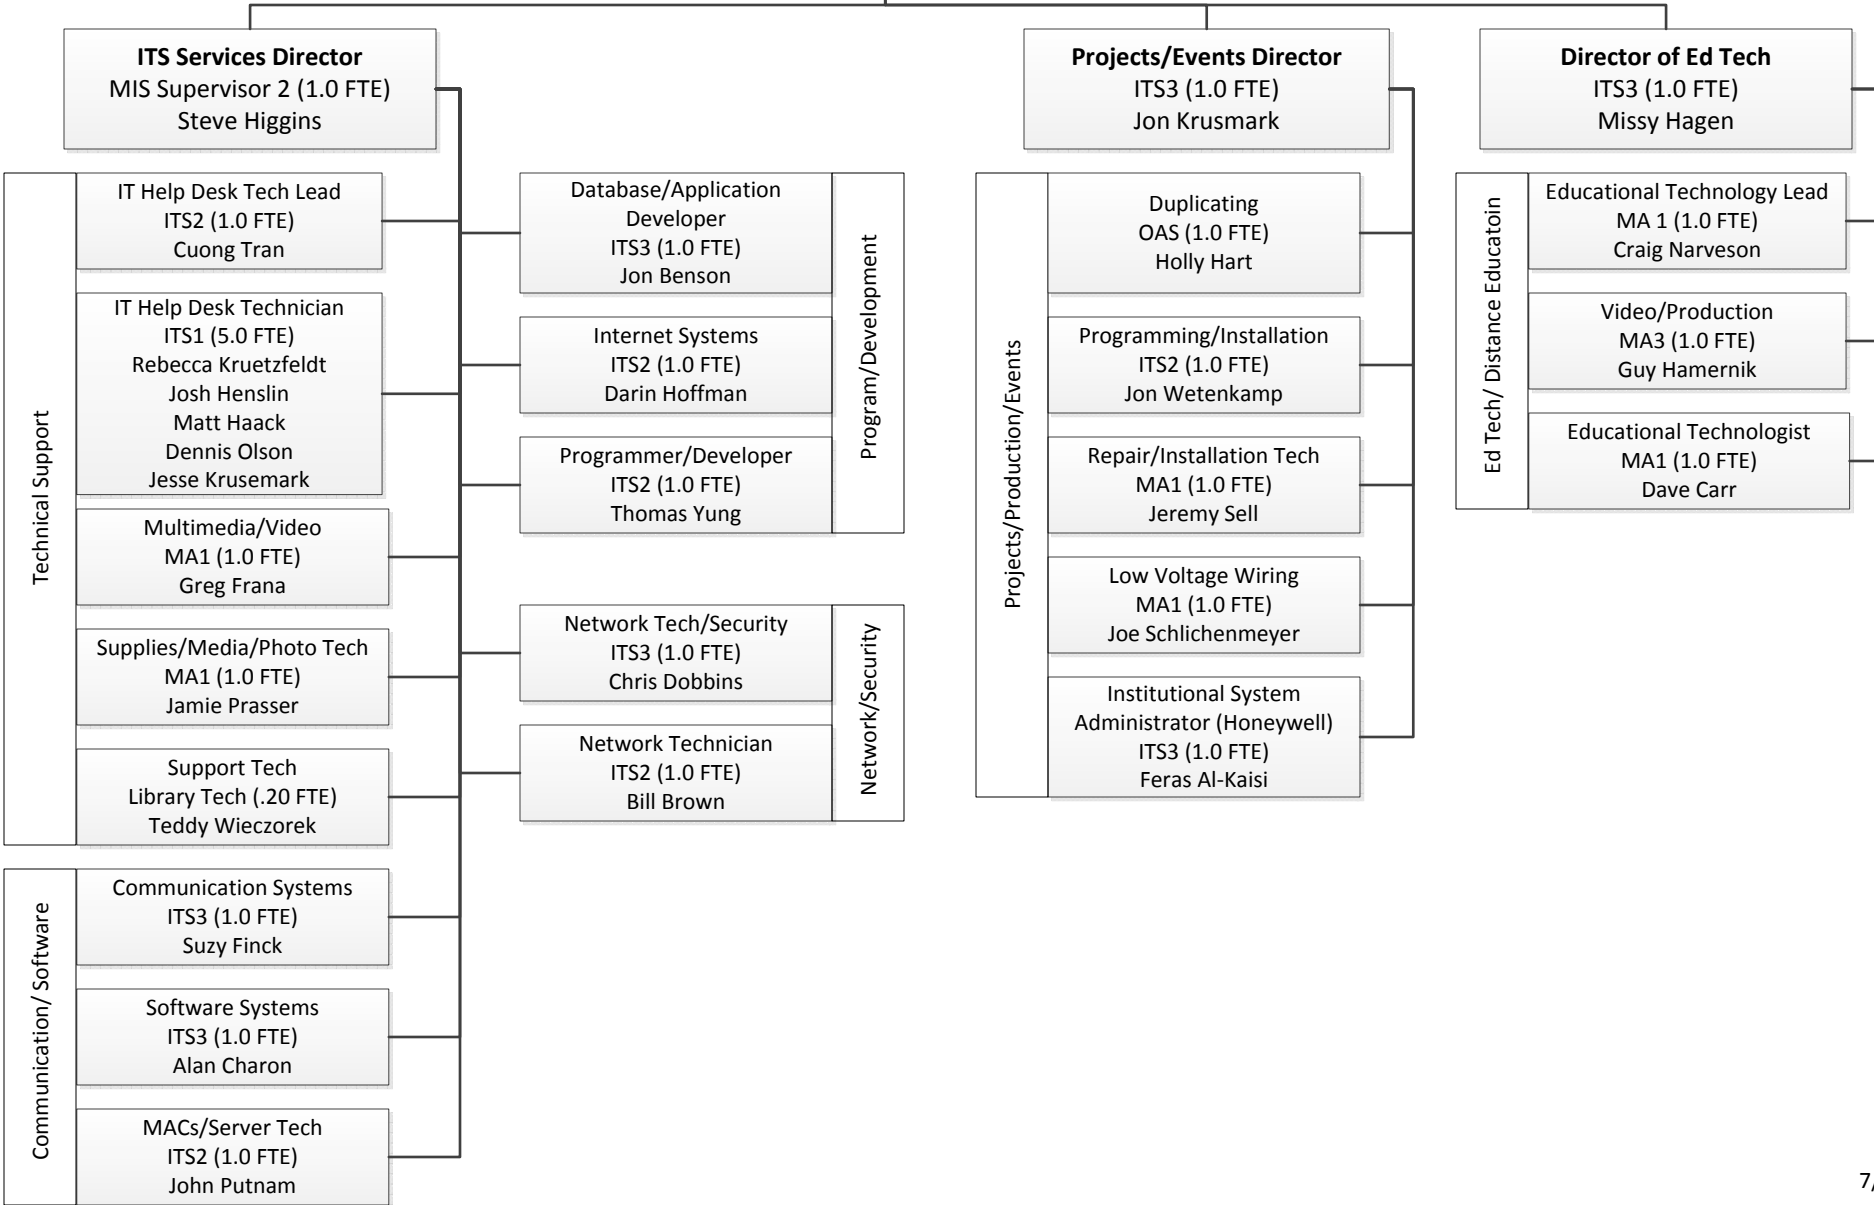 ITS Services Director
MIS Supervisor 2 (1.0 FTE)
Steve Higgins
Technical Support
IT Help Desk Tech Lead
ITS2 (1.0 FTE)
Cuong Tran
IT Help Desk Technician
ITS1 (5.0 FTE)
Rebecca Kruetzfeldt
Josh Henslin
Matt Haack
Dennis Olson
Jesse Krusemark
Multimedia/Video
MA1 (1.0 FTE)
Greg Frana
Supplies/Media/Photo Tech
MA1 (1.0 FTE)
Jamie Prasser
Support Tech
Library Tech (.20 FTE)
Teddy Wieczorek
Communication/ Software
Communication Systems
ITS3 (1.0 FTE)
Suzy Finck
Software Systems
ITS3 (1.0 FTE)
Alan Charon
MACs/Server Tech
ITS2 (1.0 FTE)
John Putnam
Database/Application
Developer
ITS3 (1.0 FTE)
Jon Benson
Internet Systems
ITS2 (1.0 FTE)
Darin Hoffman
Programmer/Developer
ITS2 (1.0 FTE)
Thomas Yung
Program/Development
Network Tech/Security
ITS3 (1.0 FTE)
Chris Dobbins
Network Technician
ITS2 (1.0 FTE)
Bill Brown
Network/Security
Projects/Events Director
ITS3 (1.0 FTE)
Jon Krusmark
Projects/Production/Events
Duplicating
OAS (1.0 FTE)
Holly Hart
Programming/Installation
ITS2 (1.0 FTE)
Jon Wetenkamp
Repair/Installation Tech
MA1 (1.0 FTE)
Jeremy Sell
Low Voltage Wiring
MA1 (1.0 FTE)
Joe Schlichenmeyer
Institutional System
Administrator (Honeywell)
ITS3 (1.0 FTE)
Feras Al-Kaisi
Director of Ed Tech
ITS3 (1.0 FTE)
Missy Hagen
Ed Tech/ Distance Educatoin
Educational Technology Lead
MA 1 (1.0 FTE)
Craig Narveson
Video/Production
MA3 (1.0 FTE)
Guy Hamernik
Educational Technologist
MA1 (1.0 FTE)
Dave Carr
7/